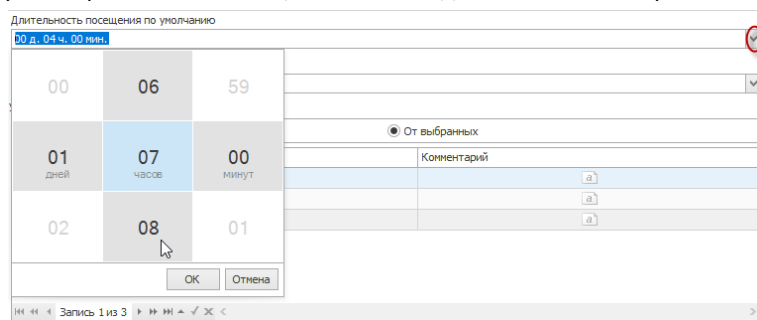 Длительность посещения по умолчанию
00 д. 04 ч. 00 мин.
00 06 59
От выбранных
01 07 00
дней часов минут
Комментарий
02 08 01
OK Отмена
Запись 1 из 3